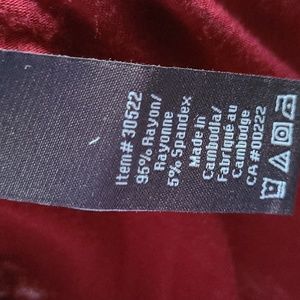 Item# 30522
95% Rayon/
Rayonne
5% Spandex
Made in
Cambodia/
Fabriqué au
Cambodge
CA #00222